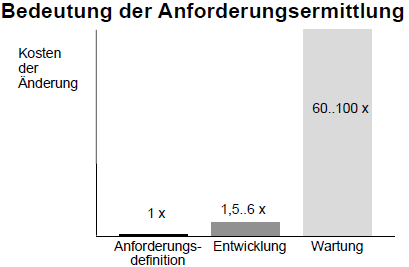 Bedeutung der Anforderungsermittlung
Kosten
der
Änderung
60..100 x
1,5..6 x
1 x
Anforderungs-
definition
Entwicklung
Wartung